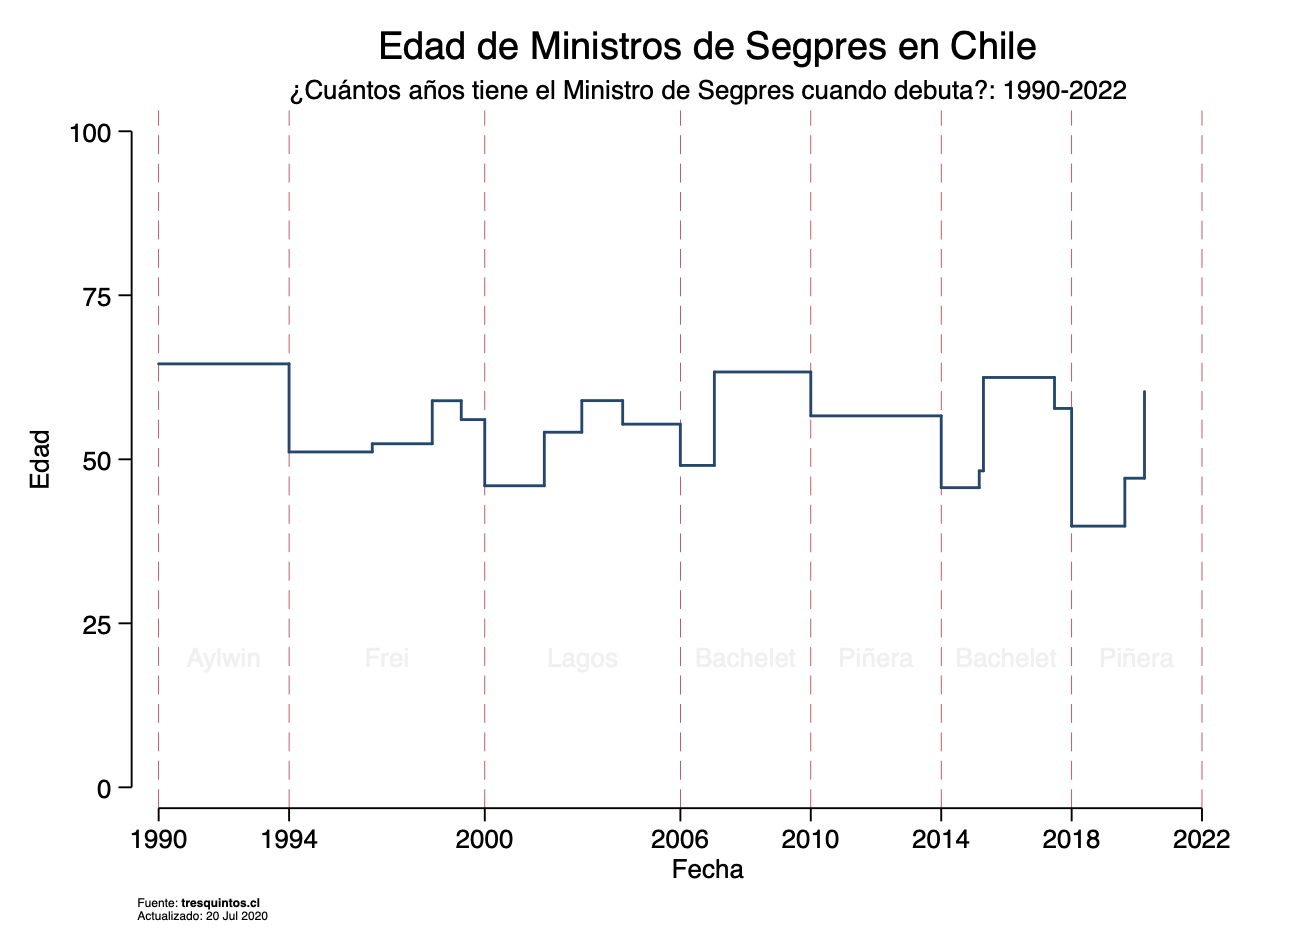 Edad de Ministros de Segpres en Chile
¿Cuántos años tiene el Ministro de Segpres cuando debuta?: 1990-2022
100
75
50
25
0
Edad
Aylwin Frei Lagos Bachelet Piñera Bachelet Piñera
1990 1994 2000 2006 2010 2014 2018 2022
Fecha
Fuente: tresquintos.cl
Actualizado: 20 Jul 2020